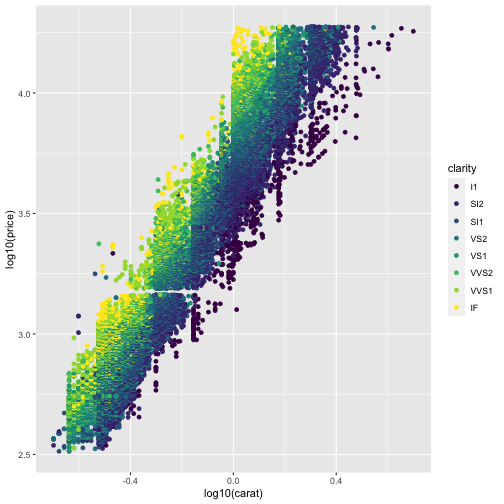 4.0
3.5
3.0
2.5
log10(price)
-0.4
0.0
0.4
log10(carat)
clarity
I1
SI2
SI1
VS2
VS1
VVS2
VVS1
IF